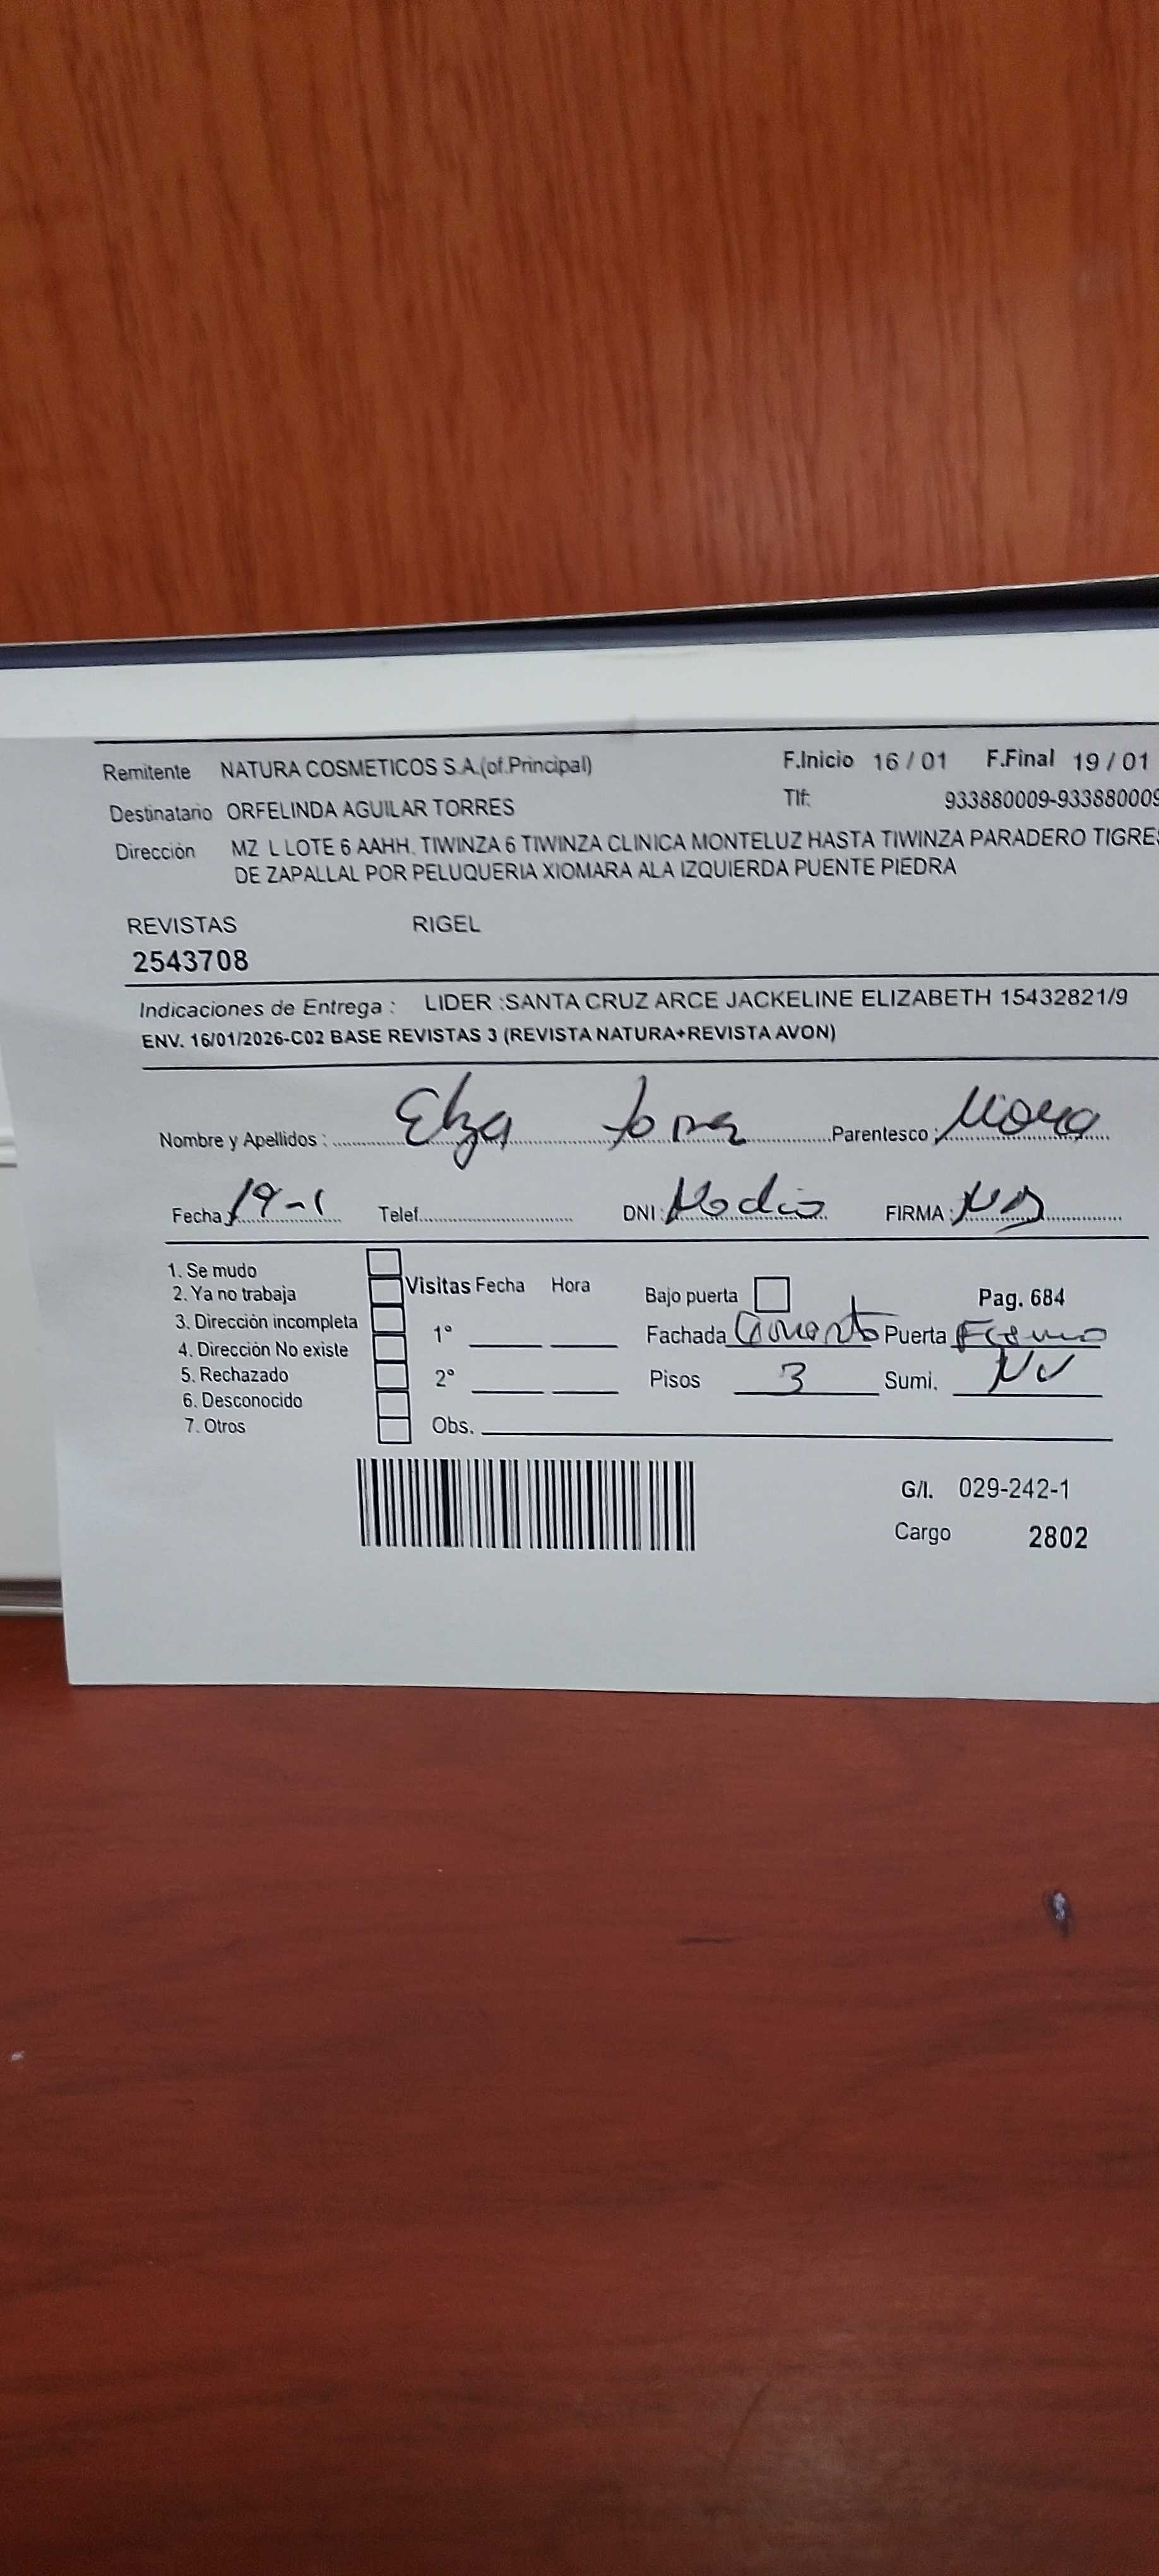 Remitente NATURA COSMETICOS S.A.(of.Principal) F.Inicio 16 / 01 F.Final 19 / 01
Destinatario ORFELINDA AGUILAR TORRES Tlf: 933880009-933880009
Dirección MZ L LOTE 6 AAHH. TIWINZA 6 TIWINZA CLINICA MONTELUZ HASTA TIWINZA PARADERO TIGRES
DE ZAPALLAL POR PELUQUERIA XIOMARA ALA IZQUIERDA PUENTE PIEDRA
REVISTAS RIGEL
2543708
Indicaciones de Entrega : LIDER :SANTA CRUZ ARCE JACKELINE ELIZABETH 15432821/9
ENV. 16/01/2026-C02 BASE REVISTAS 3 (REVISTA NATURA+REVISTA AVON)
Nombre y Apellidos : Parentesco :
Fecha 19-1 Telef. DNI: FIRMA :
1. Se mudo
2. Ya no trabaja
3. Dirección incompleta
4. Dirección No existe
5. Rechazado
6. Desconocido
7. Otros
Visitas Fecha Hora
1°
2°
Obs.
Bajo puerta Pag. 684
Fachada Puerta
Pisos 3 Sumi.
G/I. 029-242-1
Cargo 2802